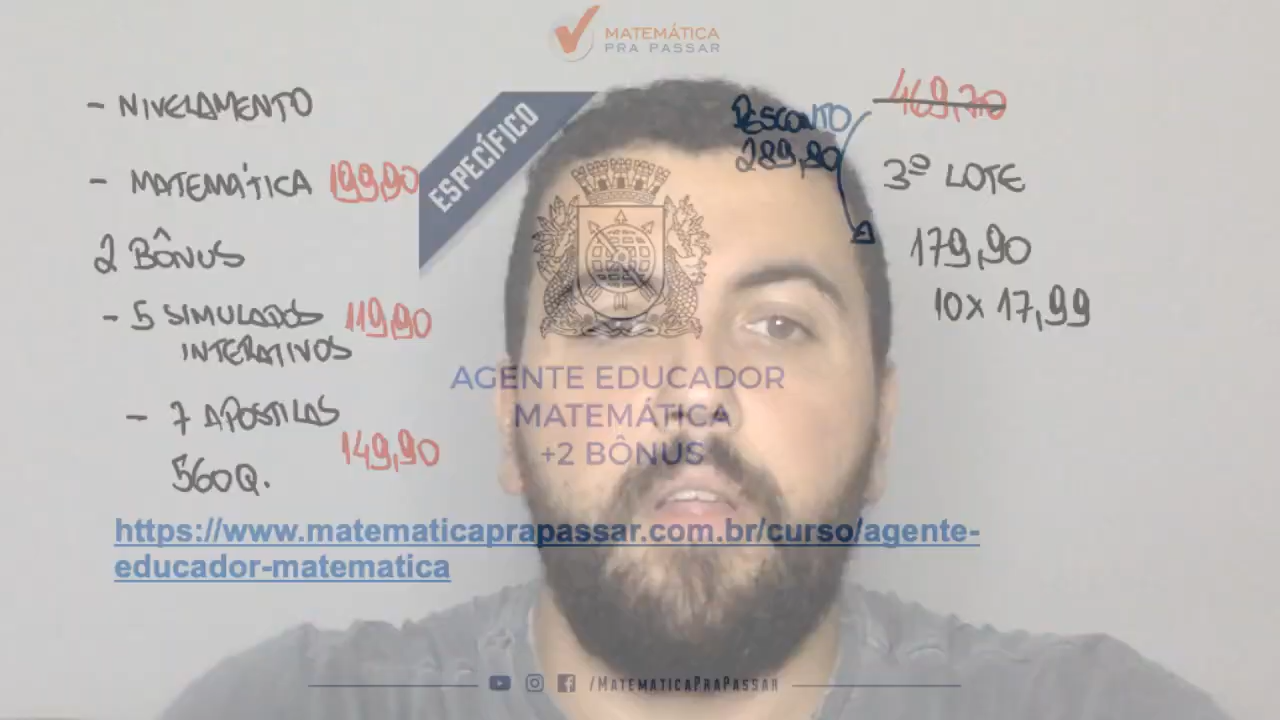 MATEMÁTICA
PRA PASSAR
- NIVELAMENTO
- MATEMÁTICA 199,90
2 BÔNUS
- 5 SIMULADOS 119,90
INTERATIVOS
- 7 APOSTILAS
149,90
560Q.
ESPECÍFICO
DESCONTO
289,90
469,70
3º LOTE
179,90
10X 17,99
AGENTE EDUCADOR
MATEMÁTICA
+2 BÔNUS
https://www.matematicaprapassar.com.br/curso/agente-
educador-matematica
/MATEMATICAPRAPASSAR